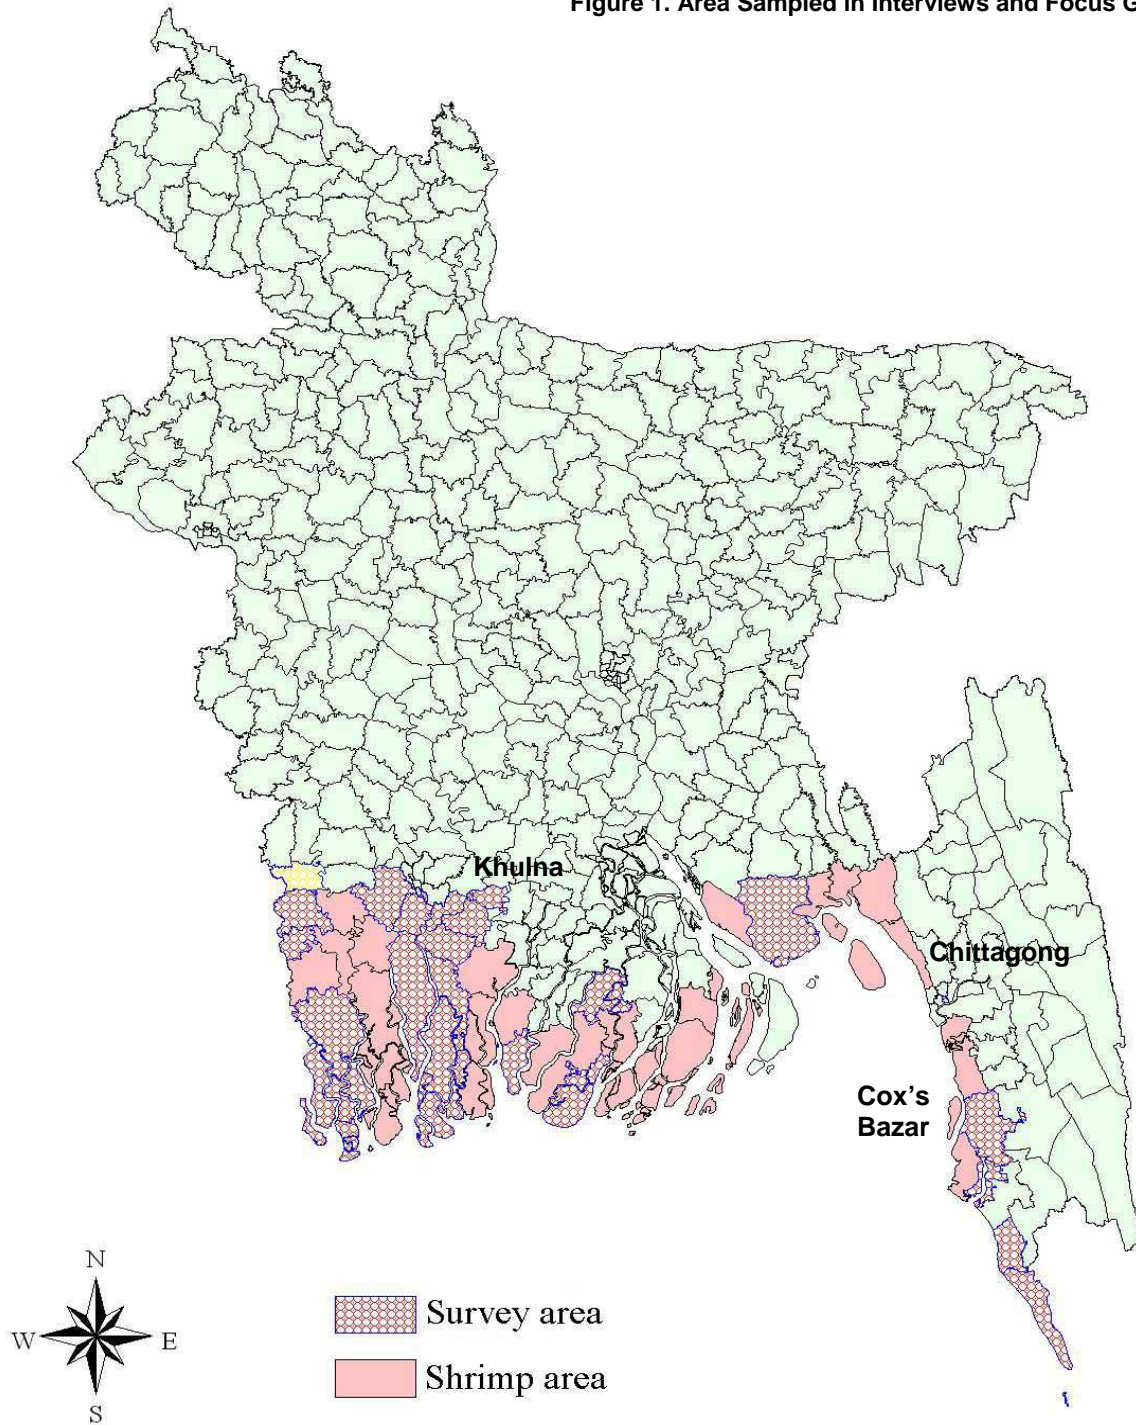 Figure 1. Area Sampled in Interviews and Focus G
Khulna
Chittagong
Cox's
Bazar
N
W E
S
Survey area
Shrimp area